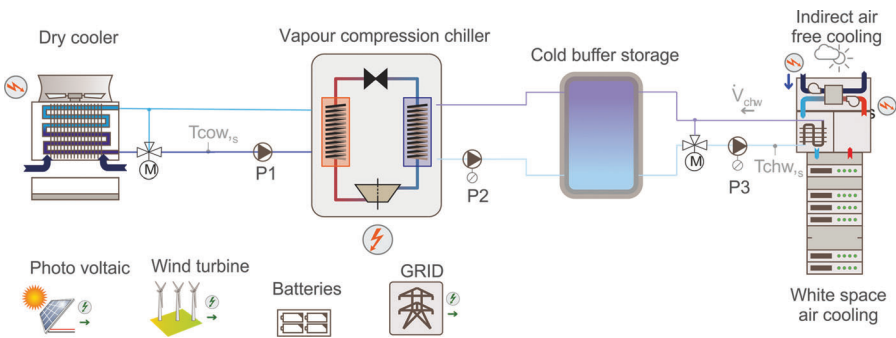 Dry cooler
Vapour compression chiller
Cold buffer storage
Indirect air
free cooling
V̇chw
s
Tcow,s
M
P1
P2
M
P3
Tchw,s
Photo voltaic
Wind turbine
Batteries
GRID
White space
air cooling